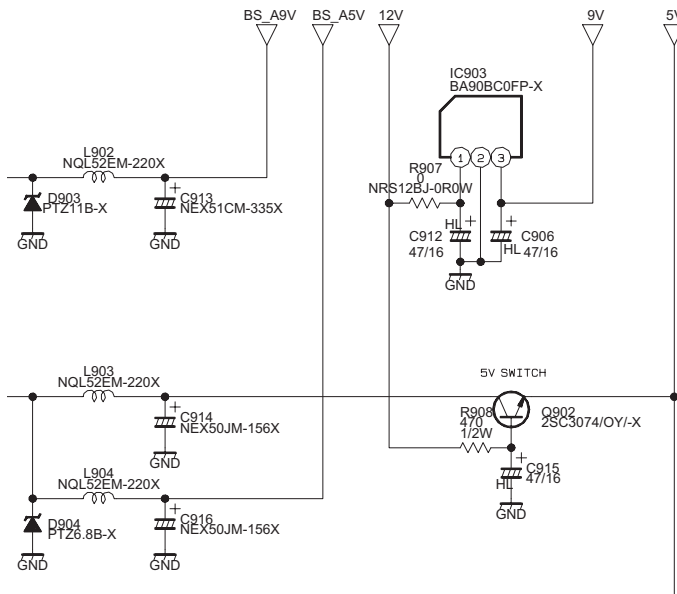 BS_A9V BS_A5V 12V 9V 5V
IC903
BA90BC0FP-X
1 2 3
L902
NQL52EM-220X
D903
PTZ11B-X
GND
+
C913
NEX51CM-335X
GND
R907
0
NRS12BJ-0R0W
HL +
C912
47/16
+
C906
HL 47/16
GND
L903
NQL52EM-220X
+
C914
NEX50JM-156X
GND
5V SWITCH
Q902
2SC3074/OY/-X
R908
470
1/2W
+
C915
HL 47/16
GND
L904
NQL52EM-220X
D904
PTZ6.8B-X
GND
+
C916
NEX50JM-156X
GND